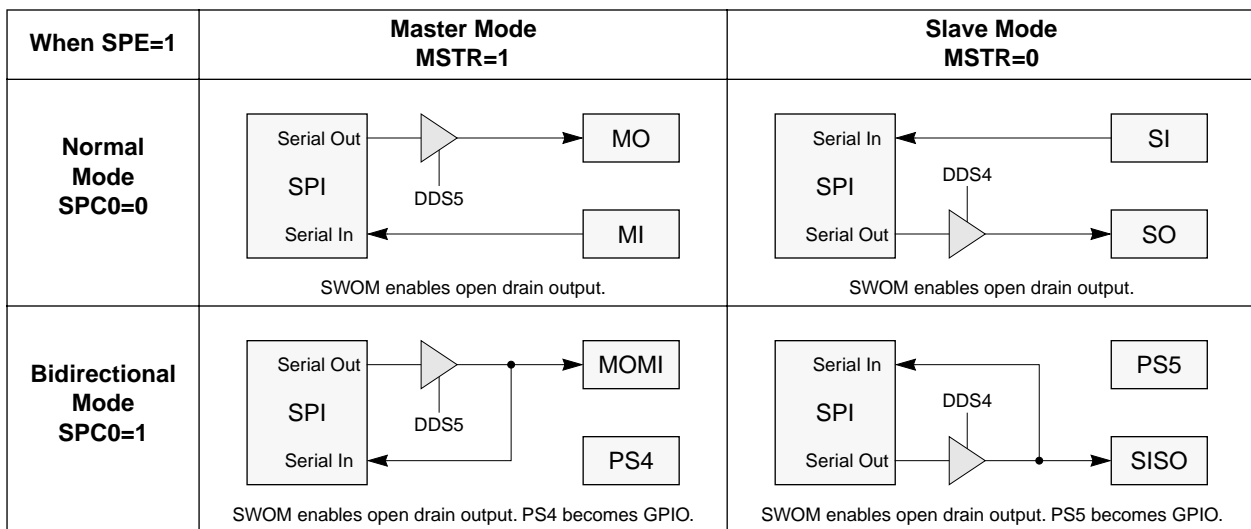 When SPE=1
Master Mode
MSTR=1
Slave Mode
MSTR=0
Normal
Mode
SPC0=0
Serial Out
SPI
Serial In
DDS5
MO
MI
SWOM enables open drain output.
Serial In
SPI
Serial Out
DDS4
SI
SO
SWOM enables open drain output.
Bidirectional
Mode
SPC0=1
Serial Out
SPI
Serial In
DDS5
MOMI
PS4
SWOM enables open drain output. PS4 becomes GPIO.
Serial In
SPI
Serial Out
DDS4
PS5
SISO
SWOM enables open drain output. PS5 becomes GPIO.